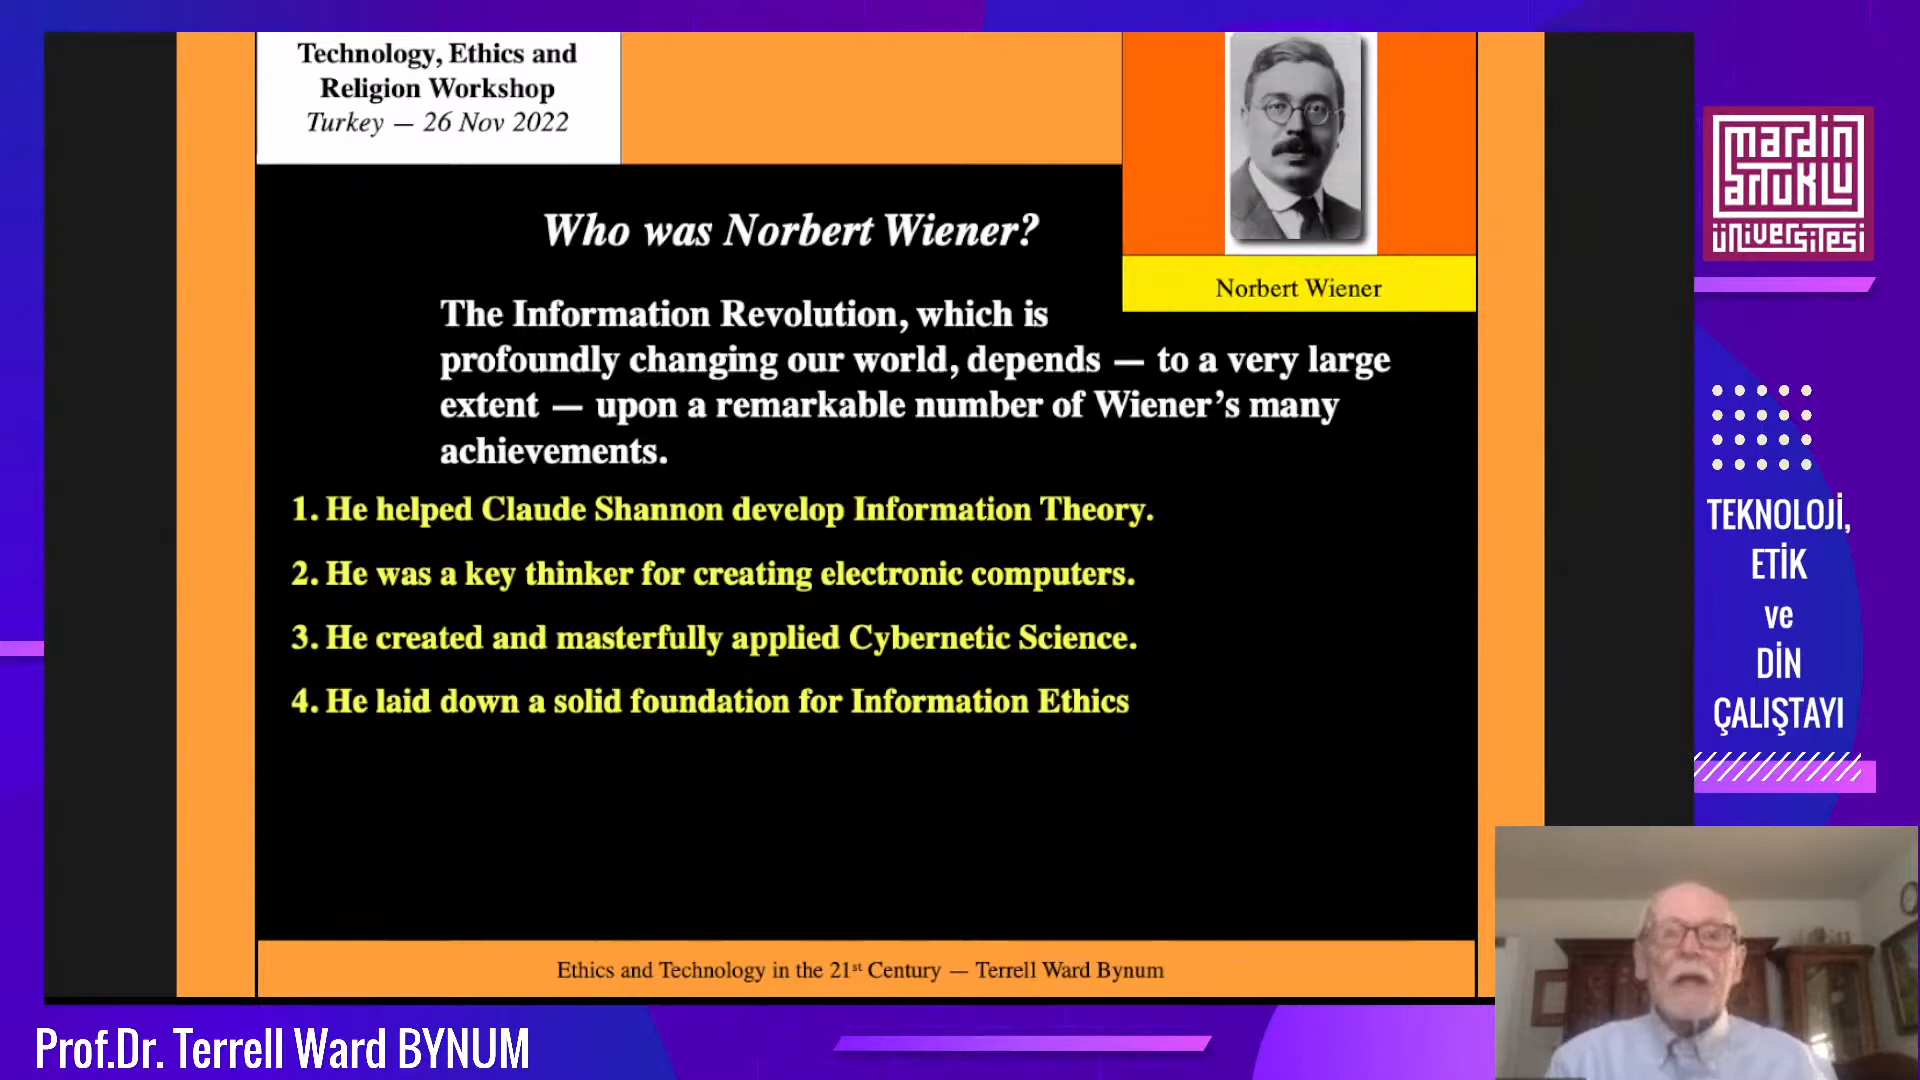 Technology, Ethics and
Religion Workshop
Turkey — 26 Nov 2022
Norbert Wiener
Who was Norbert Wiener?
The Information Revolution, which is
profoundly changing our world, depends — to a very large
extent — upon a remarkable number of Wiener’s many
achievements.
1. He helped Claude Shannon develop Information Theory.
2. He was a key thinker for creating electronic computers.
3. He created and masterfully applied Cybernetic Science.
4. He laid down a solid foundation for Information Ethics
Ethics and Technology in the 21st Century — Terrell Ward Bynum
mardin
artuklu
üniversitesi
TEKNOLOJİ,
ETİK
ve
DİN
ÇALIŞTAYI
Prof.Dr. Terrell Ward BYNUM